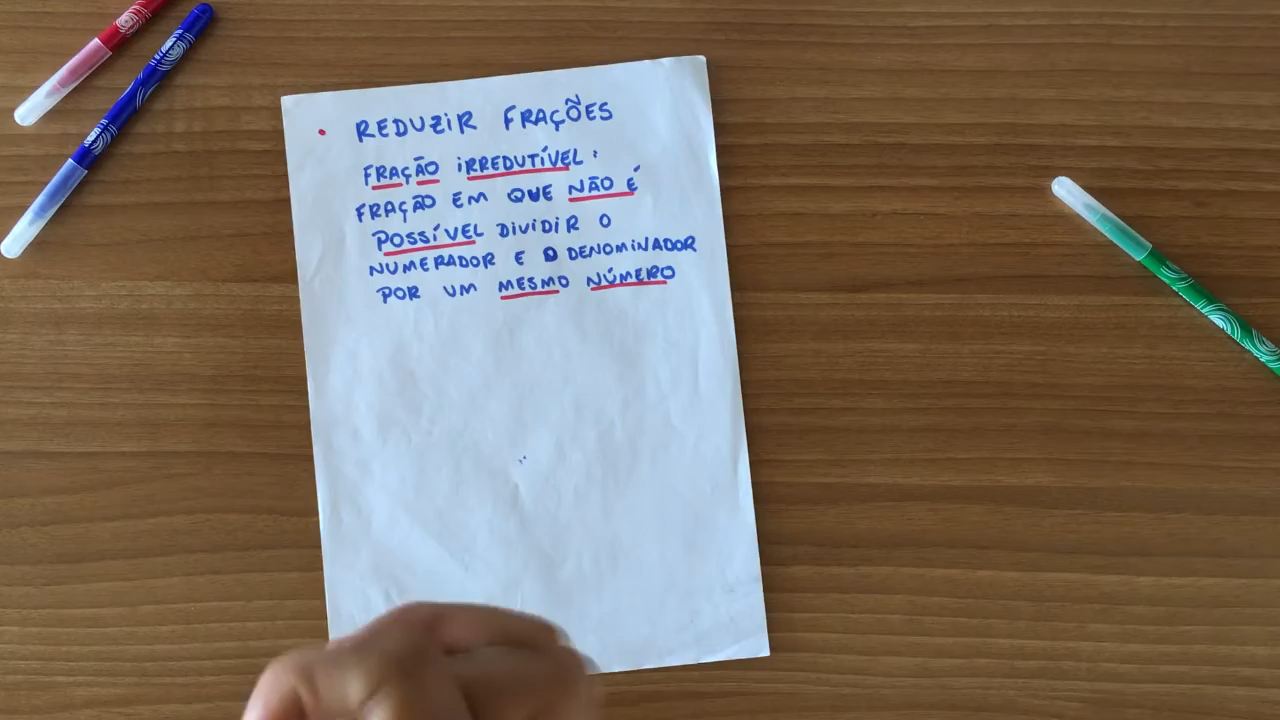 • REDUZIR FRAÇÕES
FRAÇÃO IRREDUTÍVEL:
FRAÇÃO EM QUE NÃO É
POSSÍVEL DIVIDIR O
NUMERADOR E O DENOMINADOR
POR UM MESMO NÚMERO